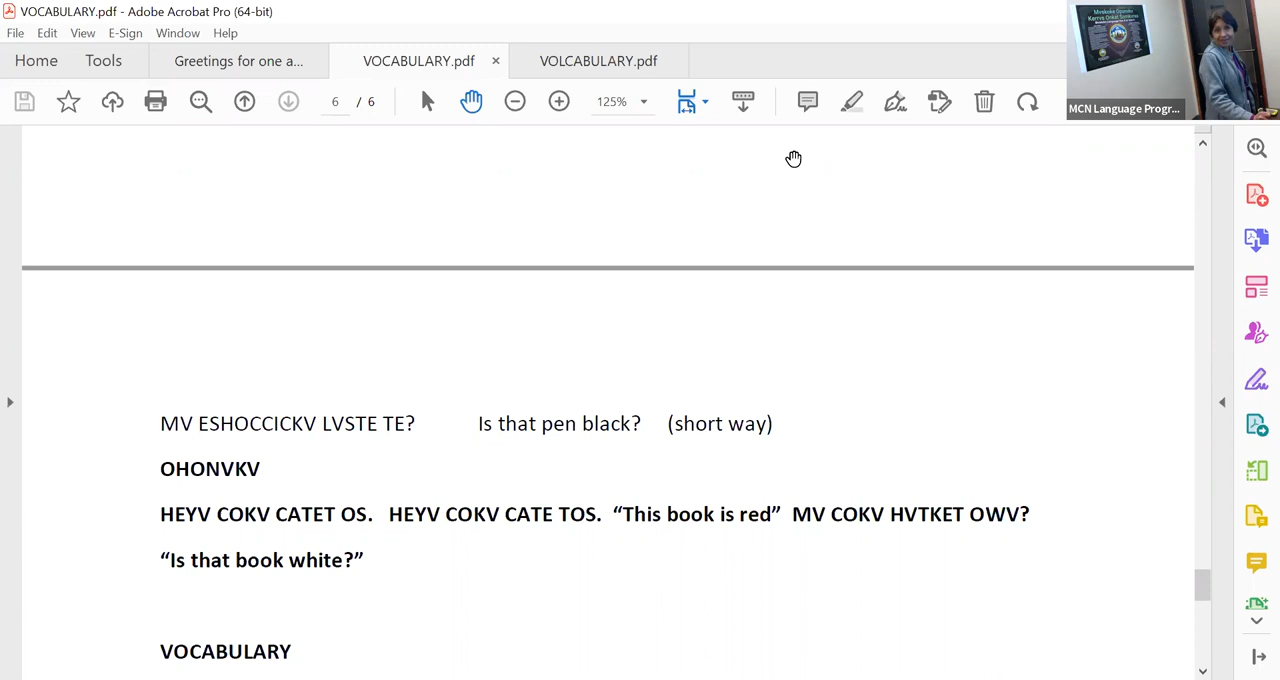 VOCABULARY.pdf - Adobe Acrobat Pro (64-bit)
File Edit View E-Sign Window Help
Home Tools Greetings for one a... VOCABULARY.pdf × VOLCABULARY.pdf
6 / 6 125%
Mvskoke Opunvkv
MCN Language Progr...
MV ESHOCCICKV LVSTE TE? Is that pen black? (short way)
OHONVKV
HEYV COKV CATET OS. HEYV COKV CATE TOS. “This book is red” MV COKV HVTKET OWV?
“Is that book white?”
VOCABULARY